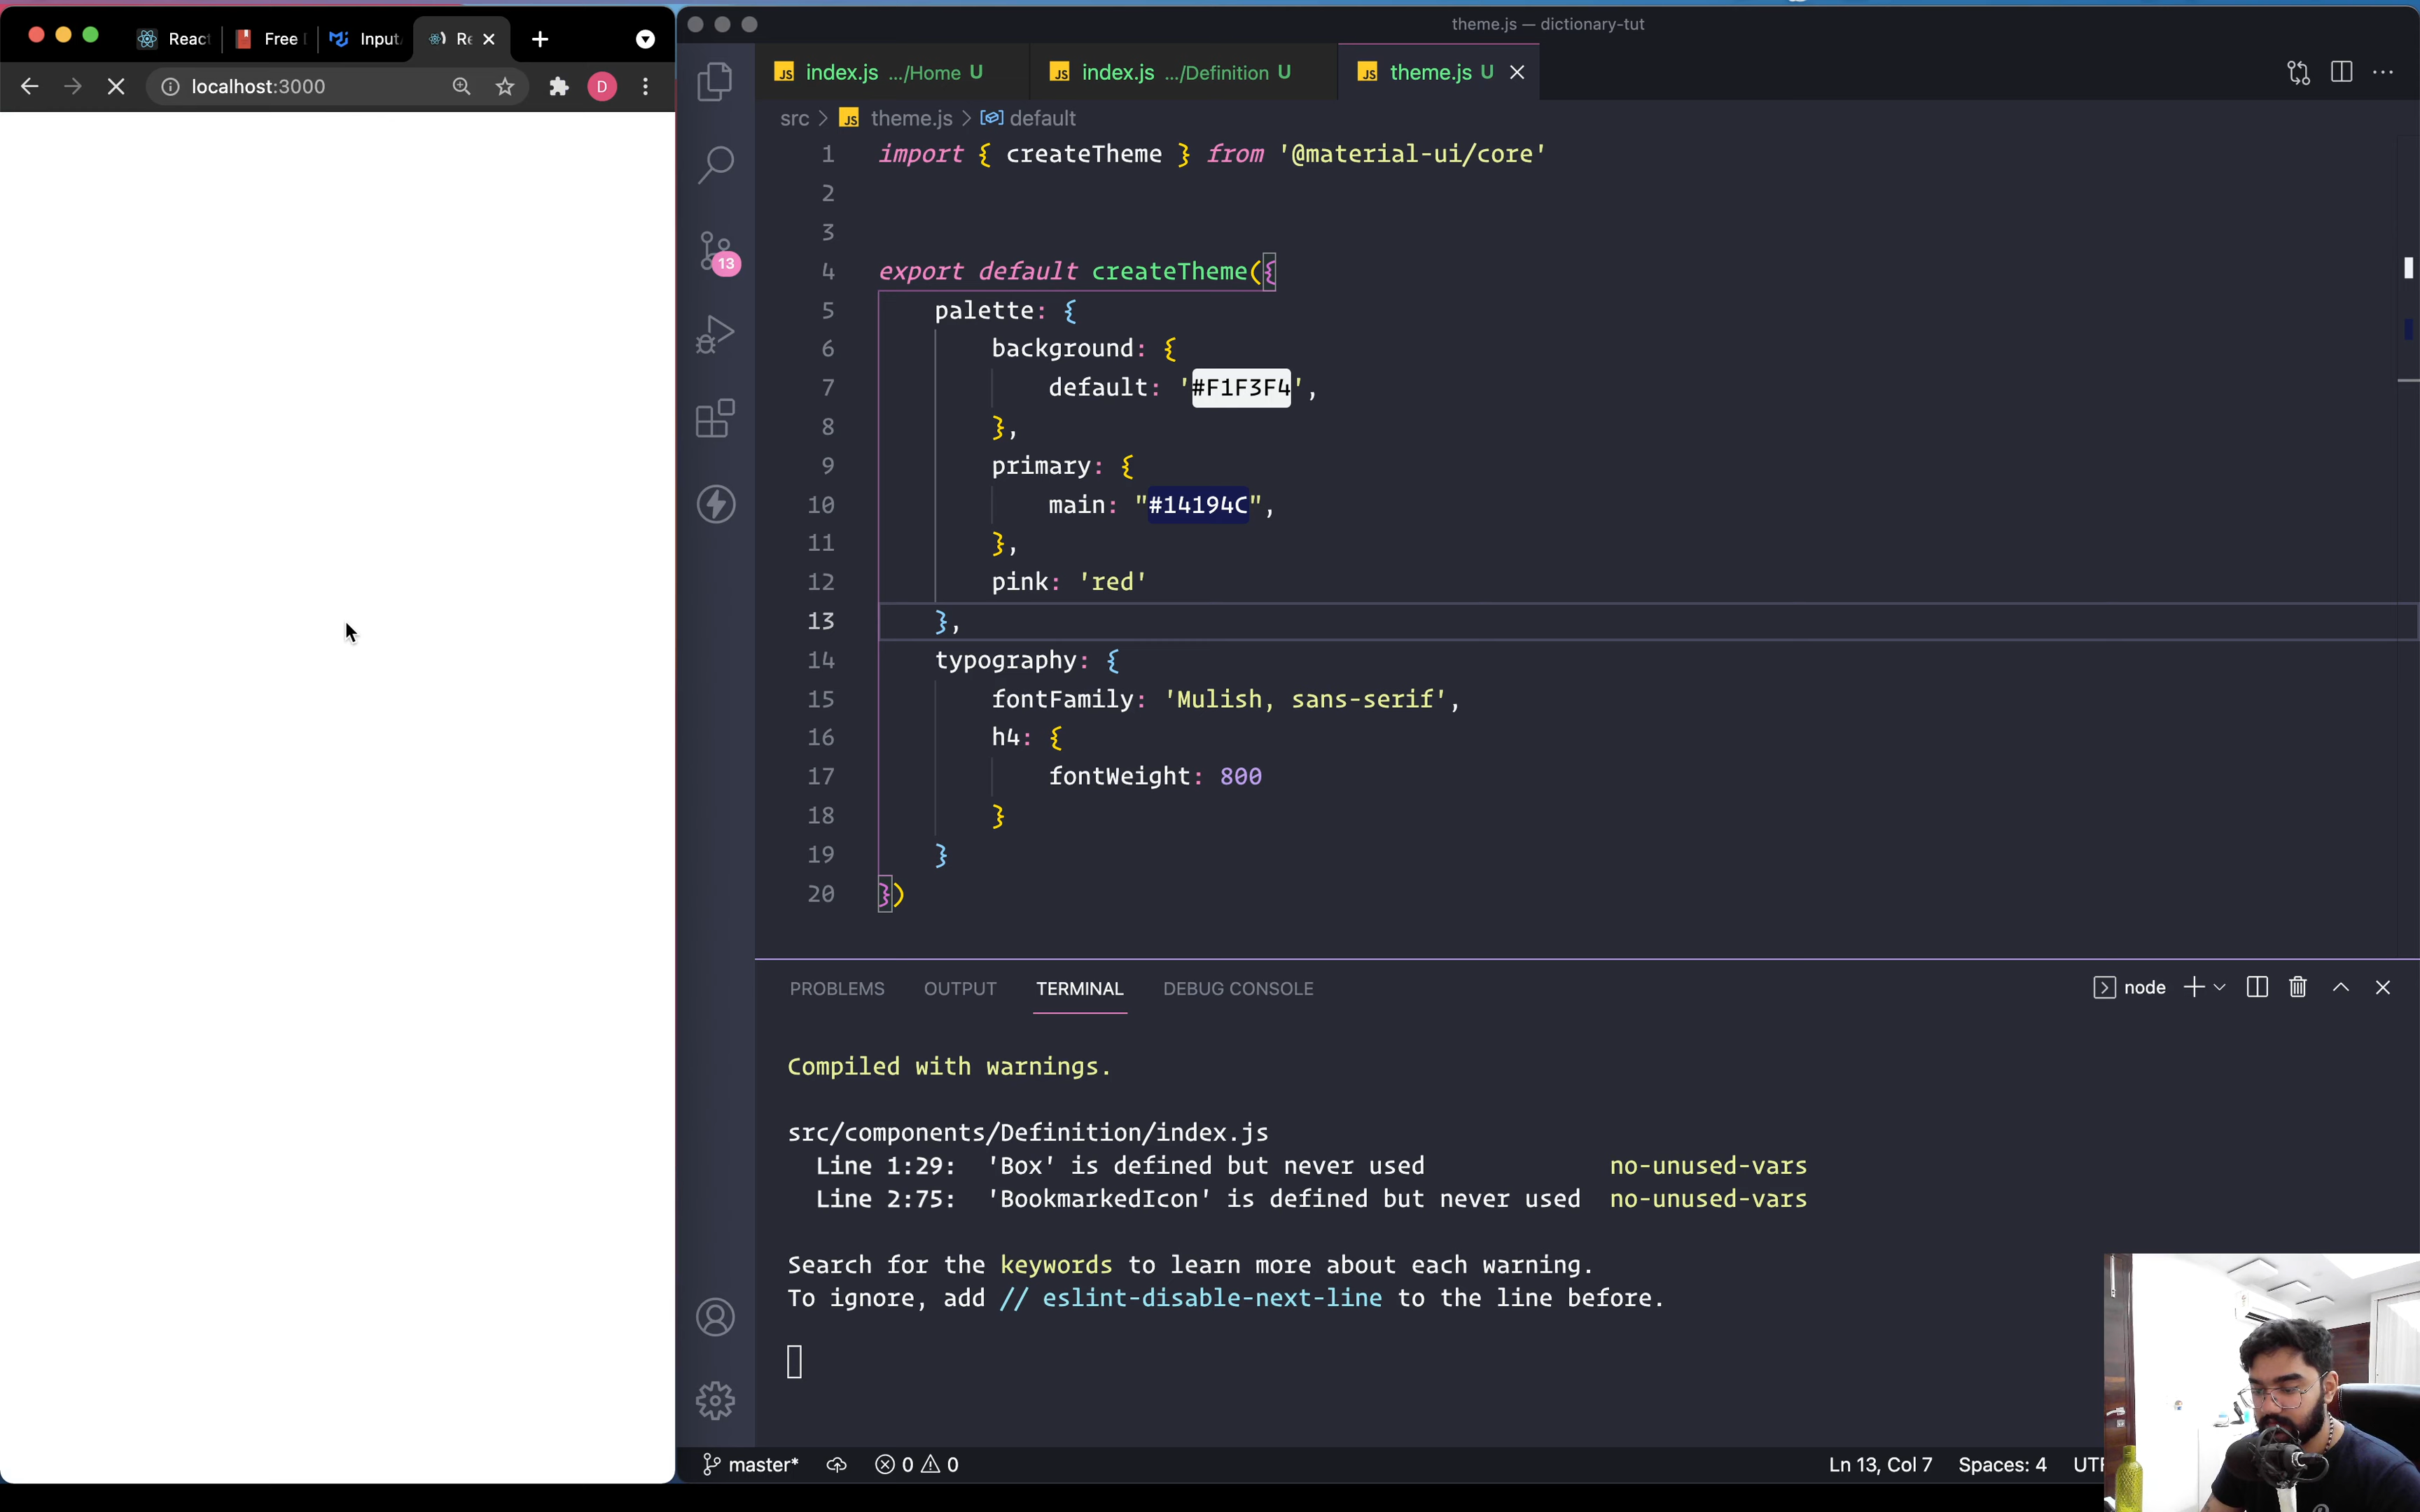 React
Free
Input
Re
localhost:3000
D
theme.js — dictionary-tut
index.js .../Home U
index.js .../Definition U
theme.js U
src > theme.js > default
1 import { createTheme } from '@material-ui/core'
2
3
4 export default createTheme({
5 palette: {
6 background: {
7 default: '#F1F3F4',
8 },
9 primary: {
10 main: "#14194C",
11 },
12 pink: 'red'
13 },
14 typography: {
15 fontFamily: 'Mulish, sans-serif',
16 h4: {
17 fontWeight: 800
18 }
19 }
20 })
13
PROBLEMS OUTPUT TERMINAL DEBUG CONSOLE
node
Compiled with warnings.
src/components/Definition/index.js
Line 1:29: 'Box' is defined but never used no-unused-vars
Line 2:75: 'BookmarkedIcon' is defined but never used no-unused-vars
Search for the keywords to learn more about each warning.
To ignore, add // eslint-disable-next-line to the line before.
master* 0 0 Ln 13, Col 7 Spaces: 4 UTF